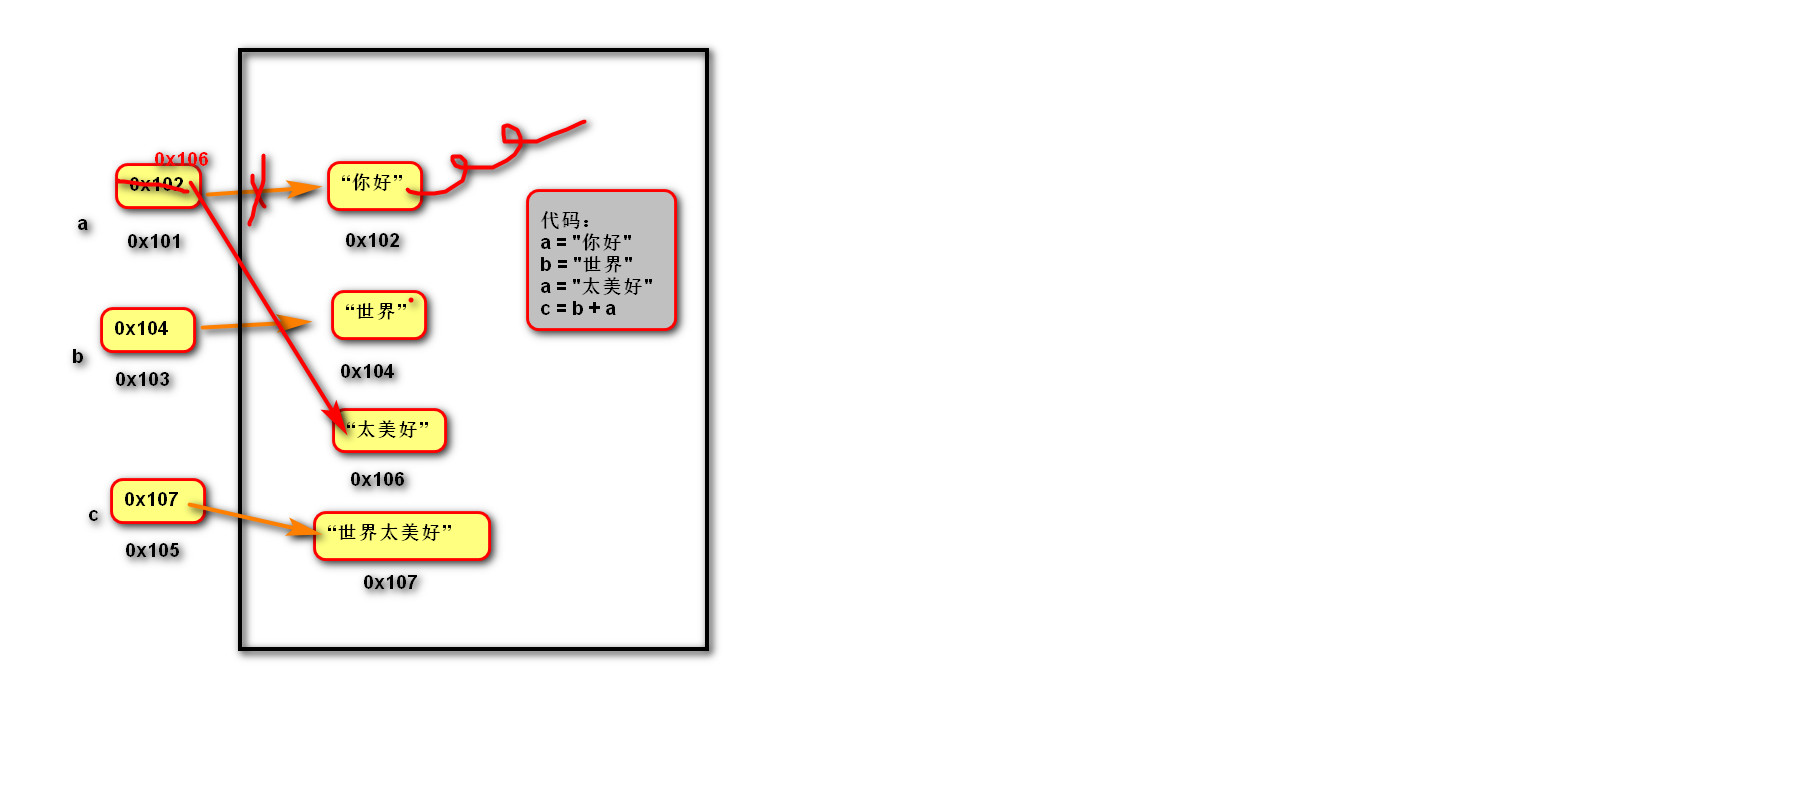 0x106
0x102
a
0x101
“你好”
0x102
代码：
a = "你好"
b = "世界"
a = "太美好"
c = b + a
0x104
b
0x103
“世界”
0x104
“太美好”
0x106
0x107
c
0x105
“世界太美好”
0x107